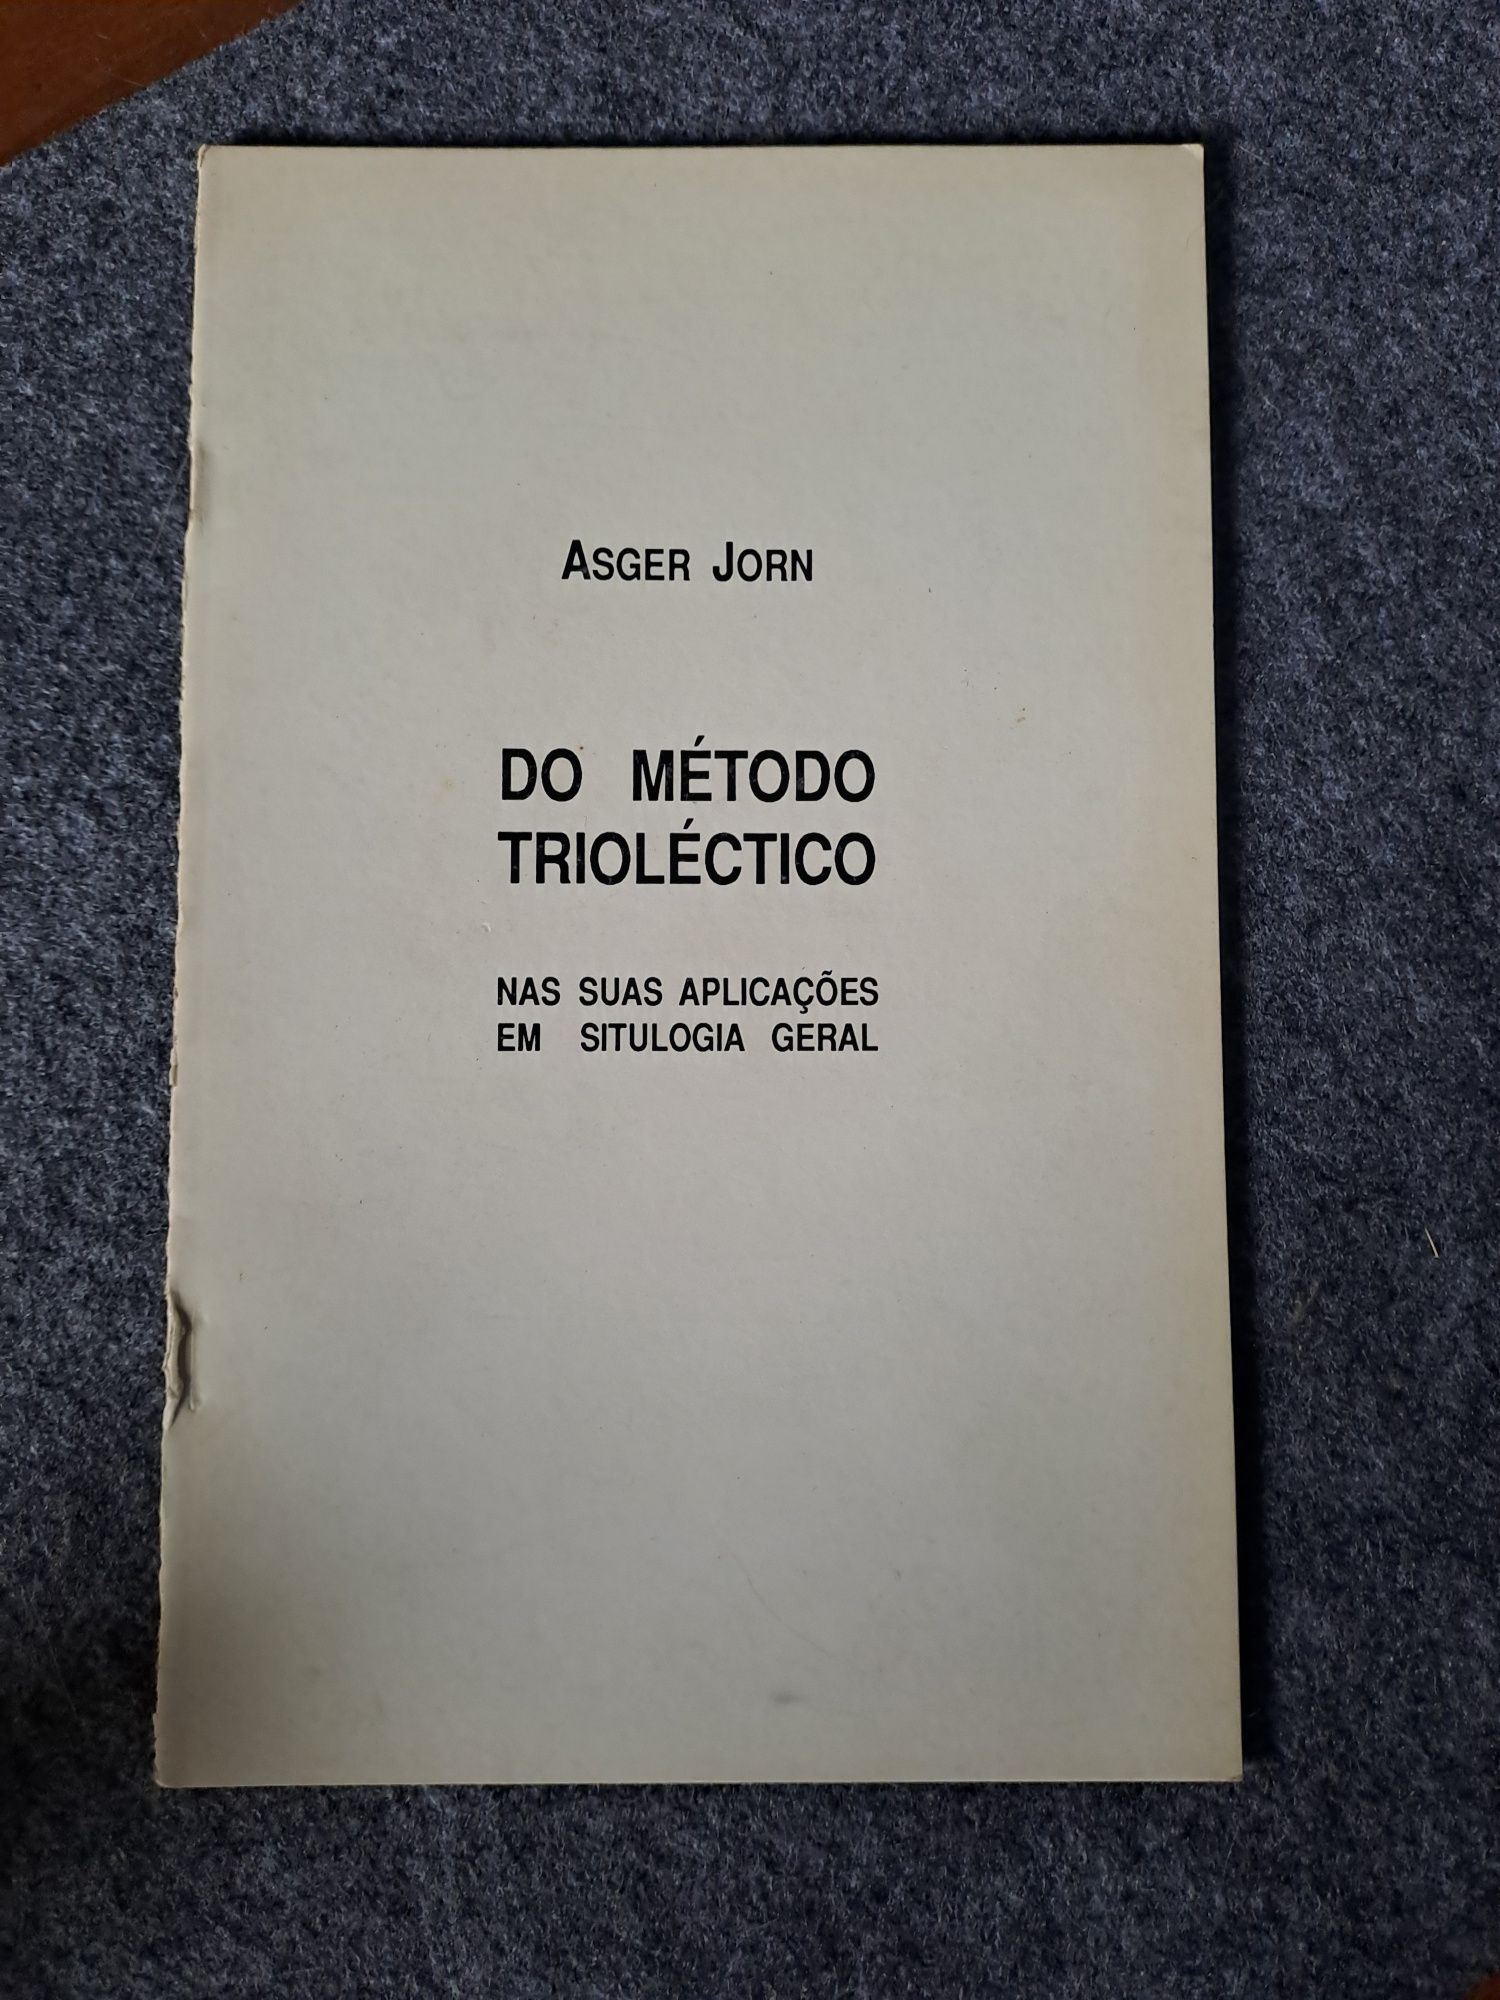 ASGER JORN
DO MÉTODO
TRIOLÉCTICO
NAS SUAS APLICAÇÕES
EM SITULOGIA GERAL